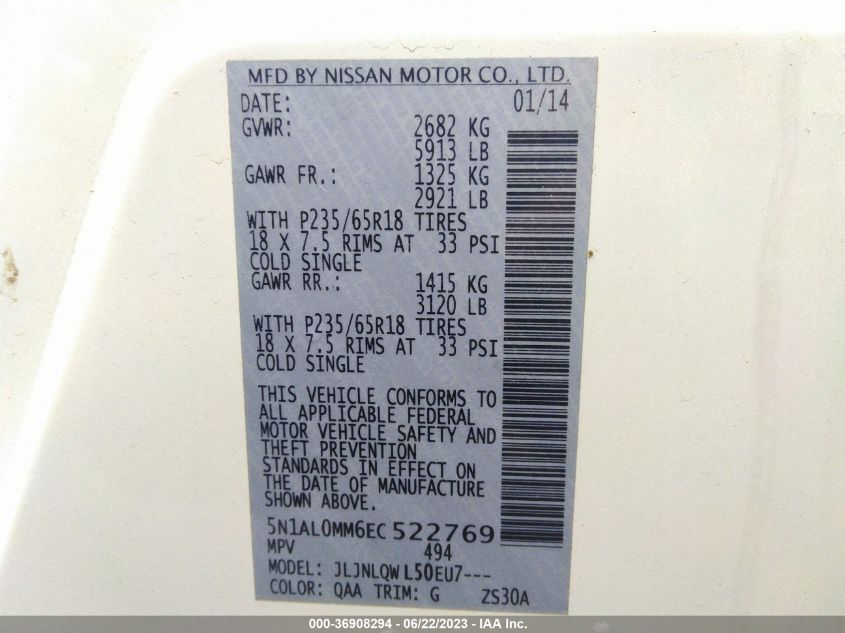 MFD BY NISSAN MOTOR CO., LTD.
DATE: 01/14
GVWR: 2682 KG
5913 LB
GAWR FR.: 1325 KG
2921 LB
WITH P235/65R18 TIRES
18 X 7.5 RIMS AT 33 PSI
COLD SINGLE
GAWR RR.: 1415 KG
3120 LB
WITH P235/65R18 TIRES
18 X 7.5 RIMS AT 33 PSI
COLD SINGLE
THIS VEHICLE CONFORMS TO
ALL APPLICABLE FEDERAL
MOTOR VEHICLE SAFETY AND
THEFT PREVENTION
STANDARDS IN EFFECT ON
THE DATE OF MANUFACTURE
SHOWN ABOVE.
5N1AL0MM6EC 522769
MPV 494
MODEL: JLJNLQW L50EU7---
COLOR: QAA TRIM: G ZS30A
000-36908294 - 06/22/2023 - IAA Inc.